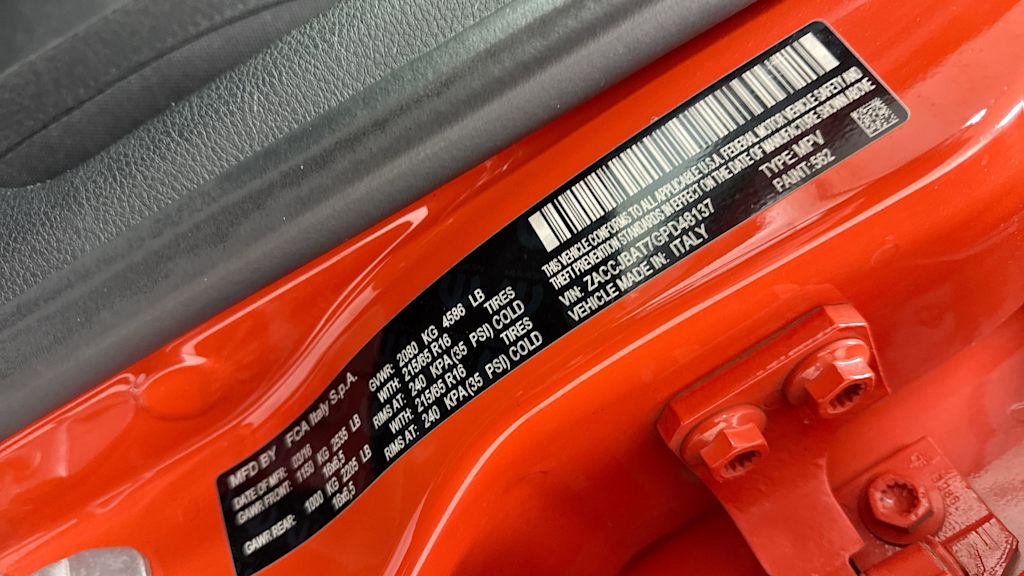 MFD BY FCA Italy S.p.A.
GVWR: 2080 KG 4586 LB
WITH: 215/65 R16 TIRES
RIMS AT: 240 KPA (35 PSI) COLD
WITH: 215/65 R16 TIRES
RIMS AT: 240 KPA (35 PSI) COLD
DATE OF MFR:
GAWR FRONT: 1150 KG 2535 LB
16x6,5
GAWR REAR: 1000 KG 2205 LB
16x6,5
THIS VEHICLE CONFORMS TO ALL APPLICABLE U.S.A. FEDERAL MOTOR VEHICLE SAFETY AND
THEFT PREVENTION STANDARDS IN EFFECT ON THE DATE OF MANUFACTURE SHOWN ABOVE.
VIN: TYPE: MPV
VEHICLE MADE IN: ITALY PAINT: 552